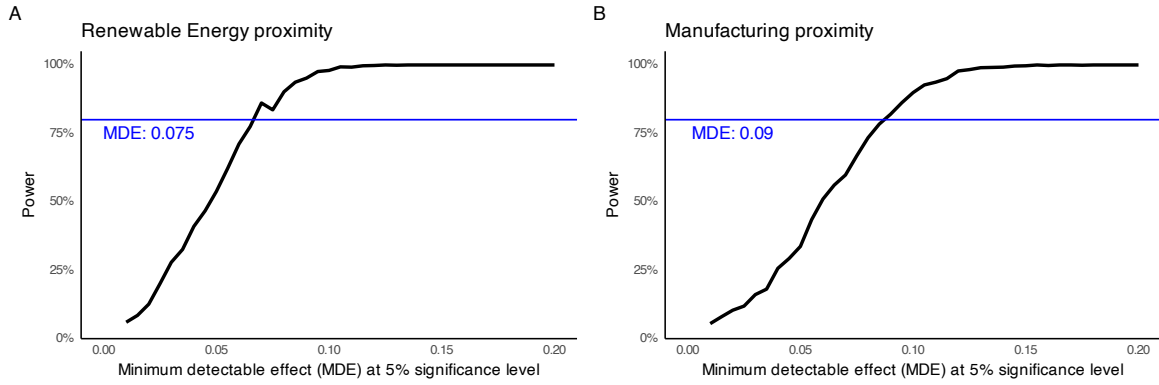 A
Renewable Energy proximity
100%
75%
50%
25%
0%
Power
MDE: 0.075
0.00 0.05 0.10 0.15 0.20
Minimum detectable effect (MDE) at 5% significance level
B
Manufacturing proximity
100%
75%
50%
25%
0%
Power
MDE: 0.09
0.00 0.05 0.10 0.15 0.20
Minimum detectable effect (MDE) at 5% significance level